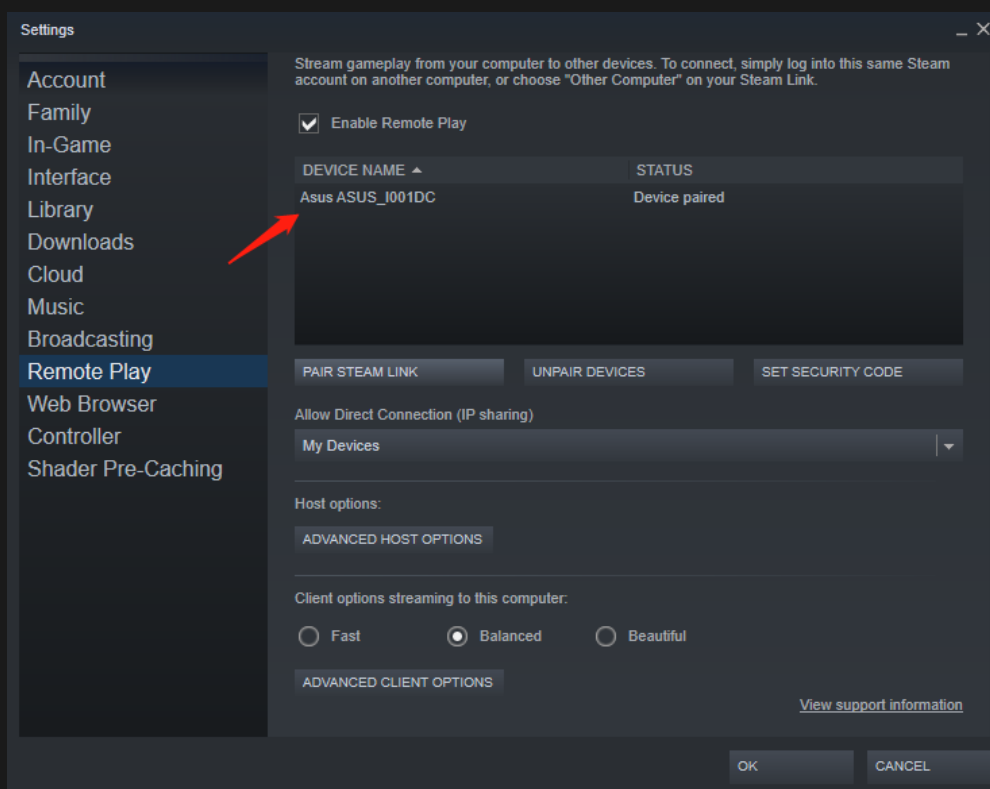 Settings
Account
Family
In-Game
Interface
Library
Downloads
Cloud
Music
Broadcasting
Remote Play
Web Browser
Controller
Shader Pre-Caching
Stream gameplay from your computer to other devices. To connect, simply log into this same Steam
account on another computer, or choose "Other Computer" on your Steam Link.
Enable Remote Play
DEVICE NAME STATUS
Asus ASUS_I001DC Device paired
PAIR STEAM LINK UNPAIR DEVICES SET SECURITY CODE
Allow Direct Connection (IP sharing)
My Devices
Host options:
ADVANCED HOST OPTIONS
Client options streaming to this computer:
Fast Balanced Beautiful
ADVANCED CLIENT OPTIONS
View support information
OK CANCEL